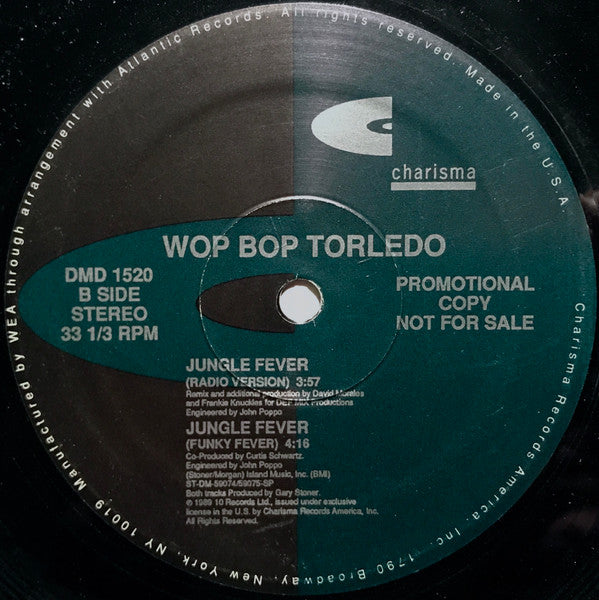 Manufactured by WEA through arrangement with Atlantic Records. All rights reserved. Made in the U.S.A.
charisma
WOP BOP TORLEDO
DMD 1520
B SIDE
STEREO
33 1/3 RPM
PROMOTIONAL
COPY
NOT FOR SALE
JUNGLE FEVER
(RADIO VERSION) 3:57
Remix and additional production by David Morales
and Frankie Knuckles for DEF MIX Productions
Engineered by John Poppo
JUNGLE FEVER
(FUNKY FEVER) 4:16
Co-Produced by Curtis Schwartz.
Engineered by John Poppo
(Stoner/Morgan) Island Music, Inc. (BMI)
ST-DM-59074/59075-SP
Both tracks Produced by Gary Stoner.
© 1989 10 Records Ltd., issued under exclusive
license in the U.S. by Charisma Records America, Inc.
All Rights Reserved.
Charisma Records America, Inc. 1790 Broadway, New York, NY 10019